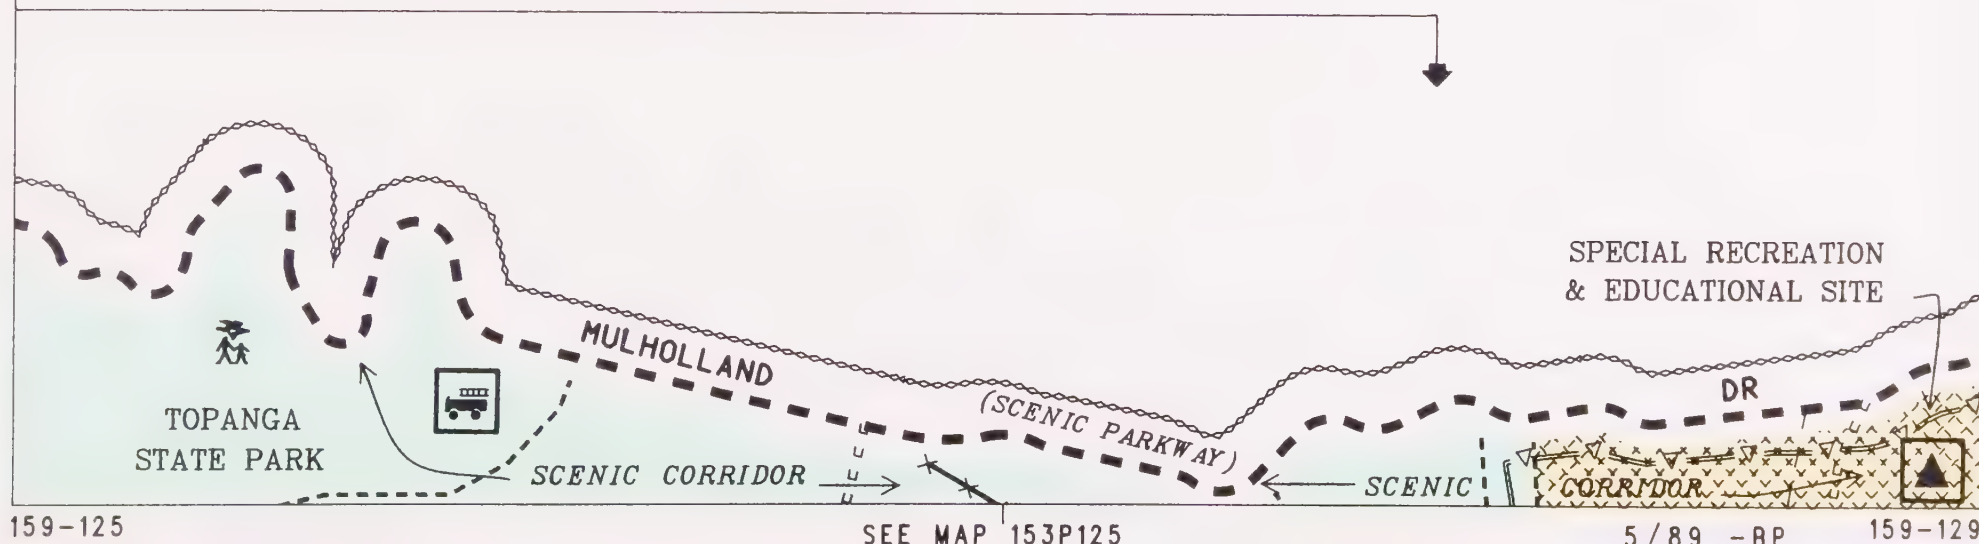 SPECIAL RECREATION
& EDUCATIONAL SITE
MULHOLLAND
(SCENIC PARKWAY)
DR
TOPANGA
STATE PARK
SCENIC CORRIDOR
SCENIC
CORRIDOR
159-125
SEE MAP 153P125
5/89 -RP
159-129